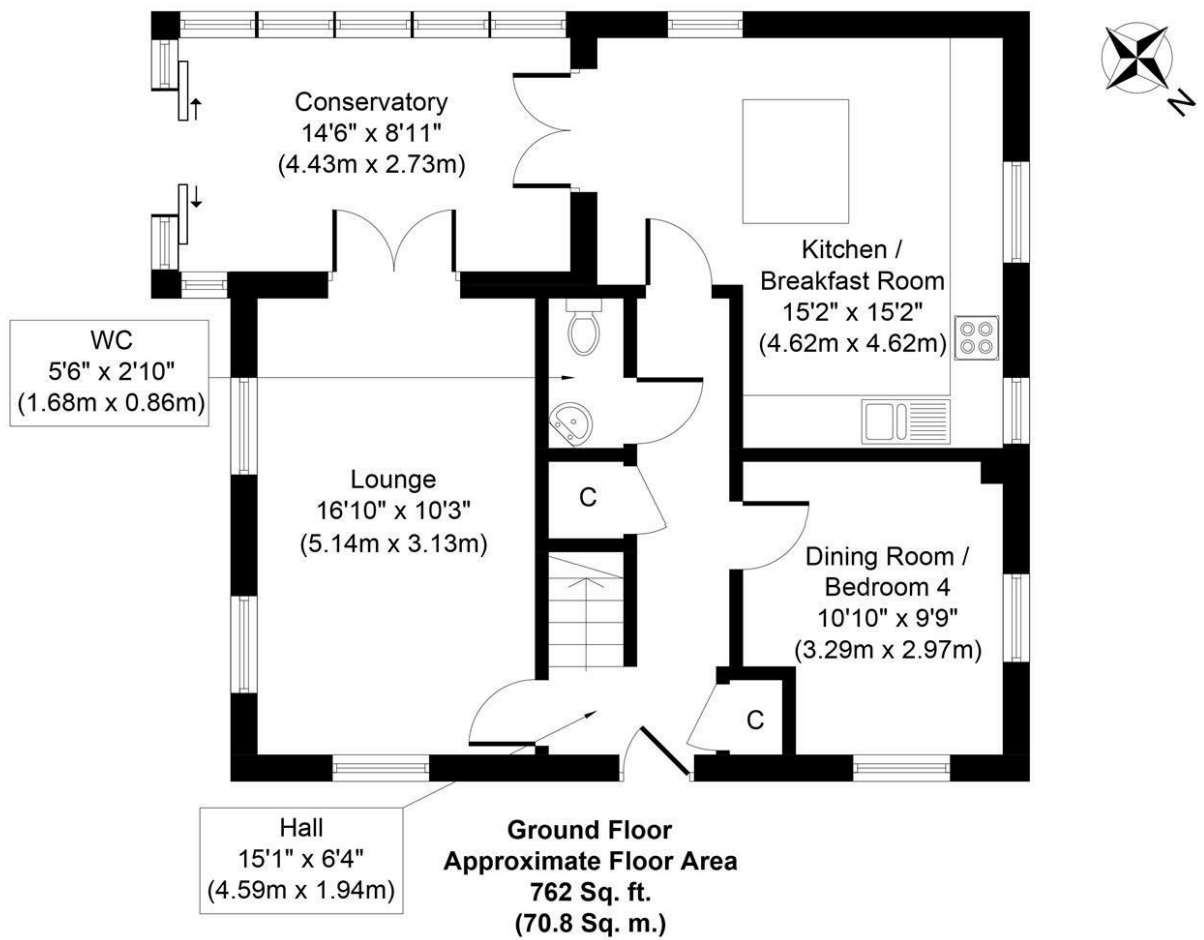 Conservatory
14'6" x 8'11"
(4.43m x 2.73m)
N
Kitchen /
Breakfast Room
15'2" x 15'2"
(4.62m x 4.62m)
WC
5'6" x 2'10"
(1.68m x 0.86m)
Lounge
16'10" x 10'3"
(5.14m x 3.13m)
C
Dining Room /
Bedroom 4
10'10" x 9'9"
(3.29m x 2.97m)
C
Hall
15'1" x 6'4"
(4.59m x 1.94m)
Ground Floor
Approximate Floor Area
762 Sq. ft.
(70.8 Sq. m.)